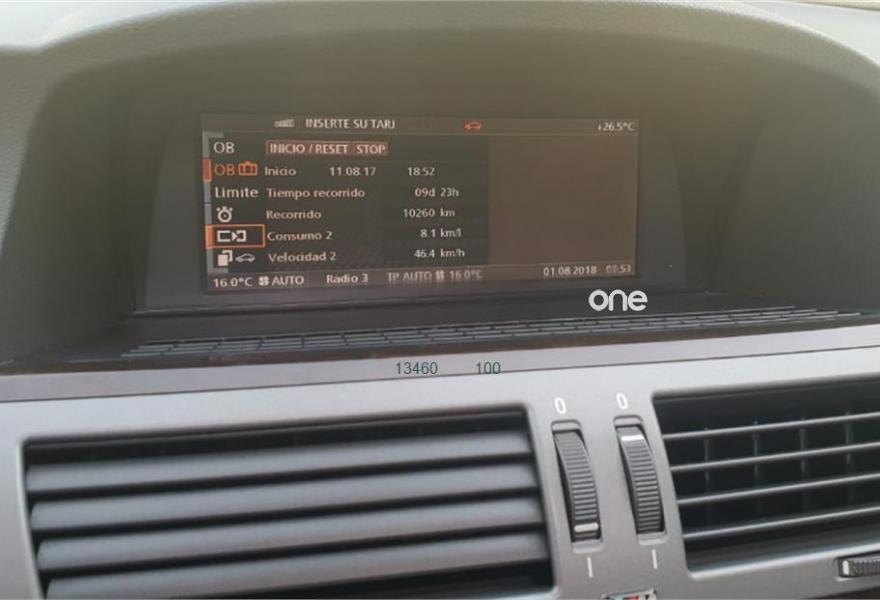 INSERTE SU TARJ.
+26.5°C
OB
INICIO / RESET STOP
OB Inicio 11.08.17 18:52
Limite Tiempo recorrido 09d 23h
Recorrido 10260 km
Consumo 2 8.1 km/l
Velocidad 2 46.4 km/h
16.0°C AUTO Radio 3 TP AUTO 16.0°C 01.08.2018 00:53
one
13460 100
0 0
I I